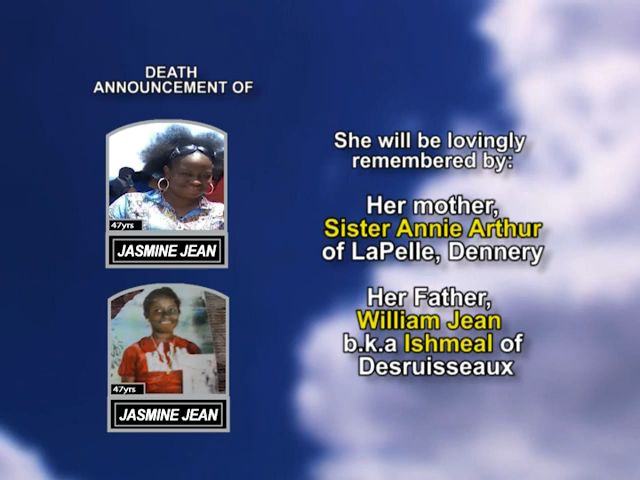 DEATH
ANNOUNCEMENT OF
47yrs
JASMINE JEAN
47yrs
JASMINE JEAN
She will be lovingly
remembered by:
Her mother,
Sister Annie Arthur
of LaPelle, Dennery
Her Father,
William Jean
b.k.a Ishmeal of
Desruisseaux